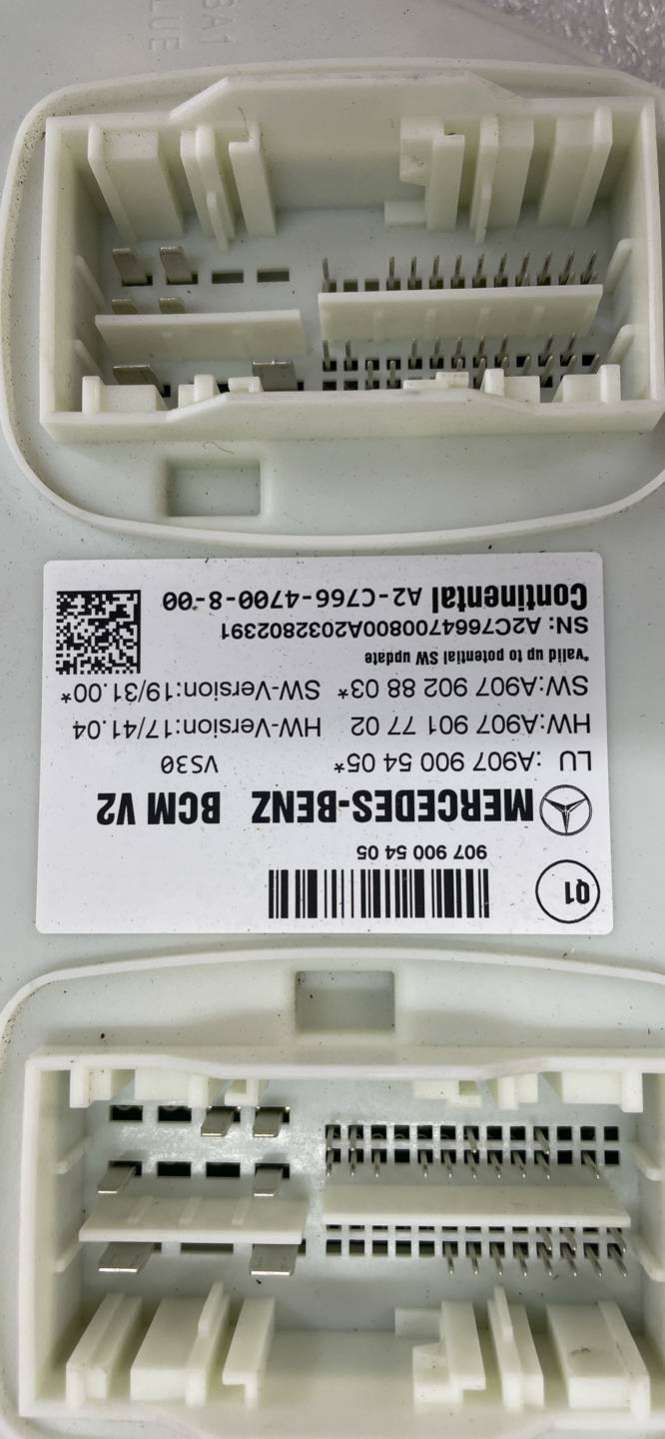 Q1
907 900 54 05
MERCEDES-BENZ BCM V2
LU :A907 900 54 05* VS30
HW:A907 901 77 02 HW-Version:17/41.04
SW:A907 902 88 03* SW-Version:19/31.00*
*valid up to potential SW update
SN: A2C7664700800A2032802391
Continental A2-C766-4700-8-00